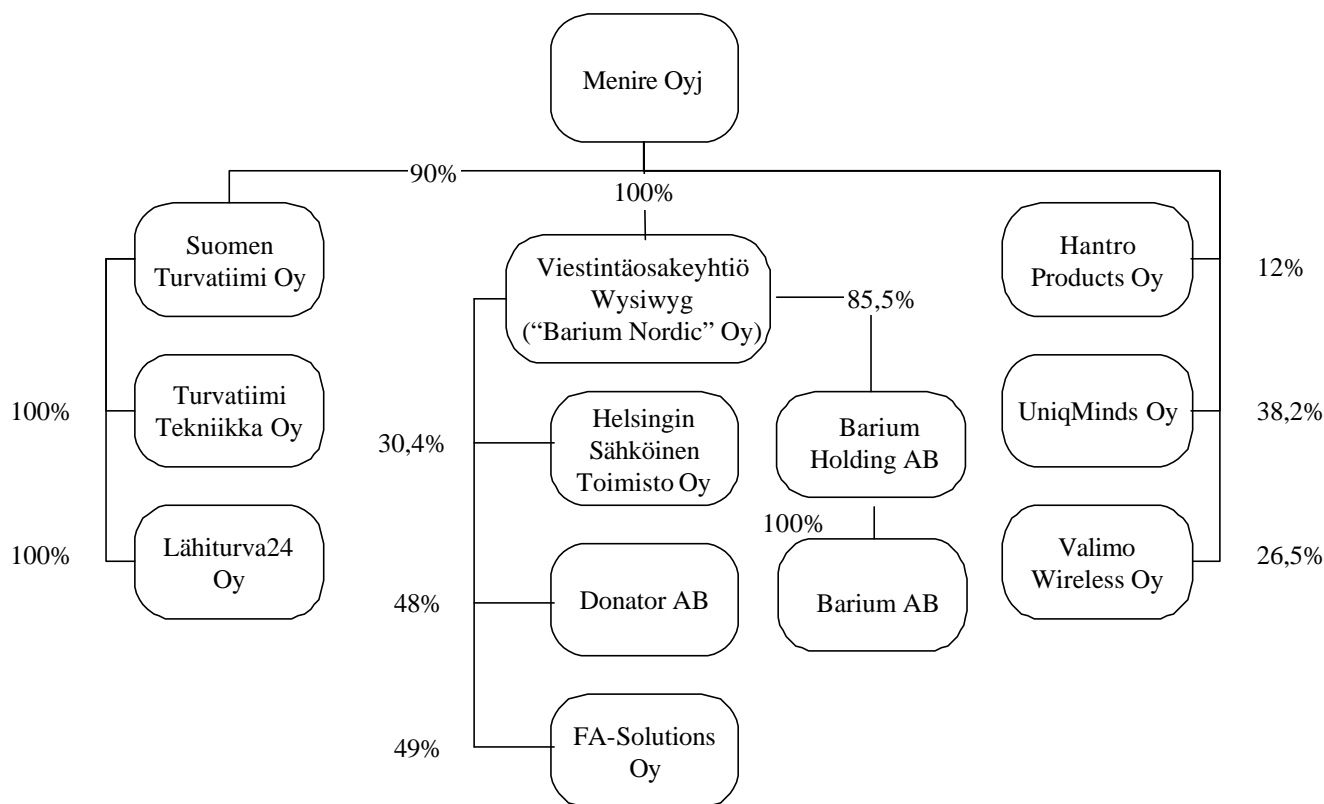 Menire Oyj
90%
100%
Suomen
Turvatiimi Oy
Viestintäosakeyhtiö
Wysiwyg
(“Barium Nordic” Oy)
85,5%
Hantro
Products Oy
12%
100%
Turvatiimi
Tekniikka Oy
30,4%
Helsingin
Sähköinen
Toimisto Oy
Barium
Holding AB
UniqMinds Oy
38,2%
100%
100%
Lähiturva24
Oy
48%
Donator AB
Barium AB
Valimo
Wireless Oy
26,5%
49%
FA-Solutions
Oy